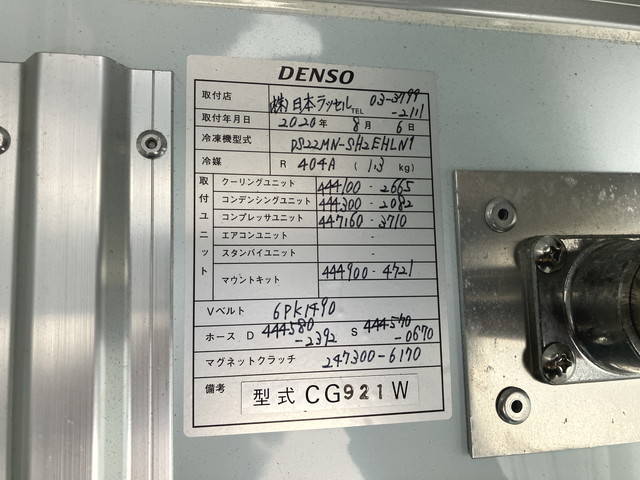 DENSO
取付店 (株)日本ラッセル TEL 03-3799-2111
取付年月日 2020年 8月 6日
冷凍機型式 DS22MN-SH2EHLN1
冷媒 R 404A (1.3 kg)
取付ユニット
クーリングユニット 444100-2665
コンデンシングユニット 444300-2082
コンプレッサユニット 447160-3710
エアコンユニット -
スタンバイユニット -
マウントキット 444900-4721
Vベルト 6PK1490
ホース D 444580-2392 S 444570-0670
マグネットクラッチ 247300-6170
備考 型式 CG921W